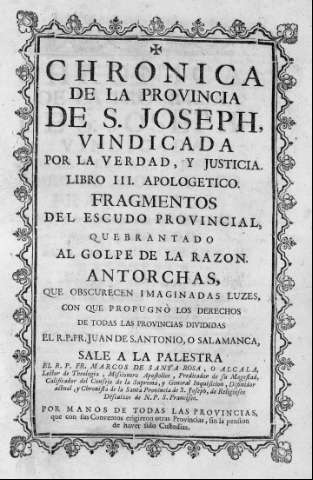 CHRONICA
DE LA PROVINCIA
DE S. JOSEPH,
VINDICADA
POR LA VERDAD, Y JUSTICIA.
LIBRO III. APOLOGETICO.
FRAGMENTOS
DEL ESCUDO PROVINCIAL,
QUEBRANTADO
AL GOLPE DE LA RAZON.
ANTORCHAS,
QUE OBSCURECEN IMAGINADAS LUZES,
CON QUE PROPUGNÒ LOS DERECHOS
DE TODAS LAS PROVINCIAS DIVIDIDAS
EL R.P.FR. JUAN DE S.ANTONIO, O SALAMANCA,
SALE A LA PALESTRA
EL R. P. FR. MARCOS DE SANTA ROSA, O ALCALA,
Lector de Theologia, Missionero Apostolico, Predicador de su Magestad,
Calificador del Consejo de la Suprema, y General Inquisicion, Difinidor
actual, y Chronista de la Santa Provincia de S. Joseph, de Religiosos
Descalzos de N. P. S. Francisco.
POR MANOS DE TODAS LAS PROVINCIAS,
que con sus Conventos erigieron otras Provincias, sin la pension
de haver sido Custodias.